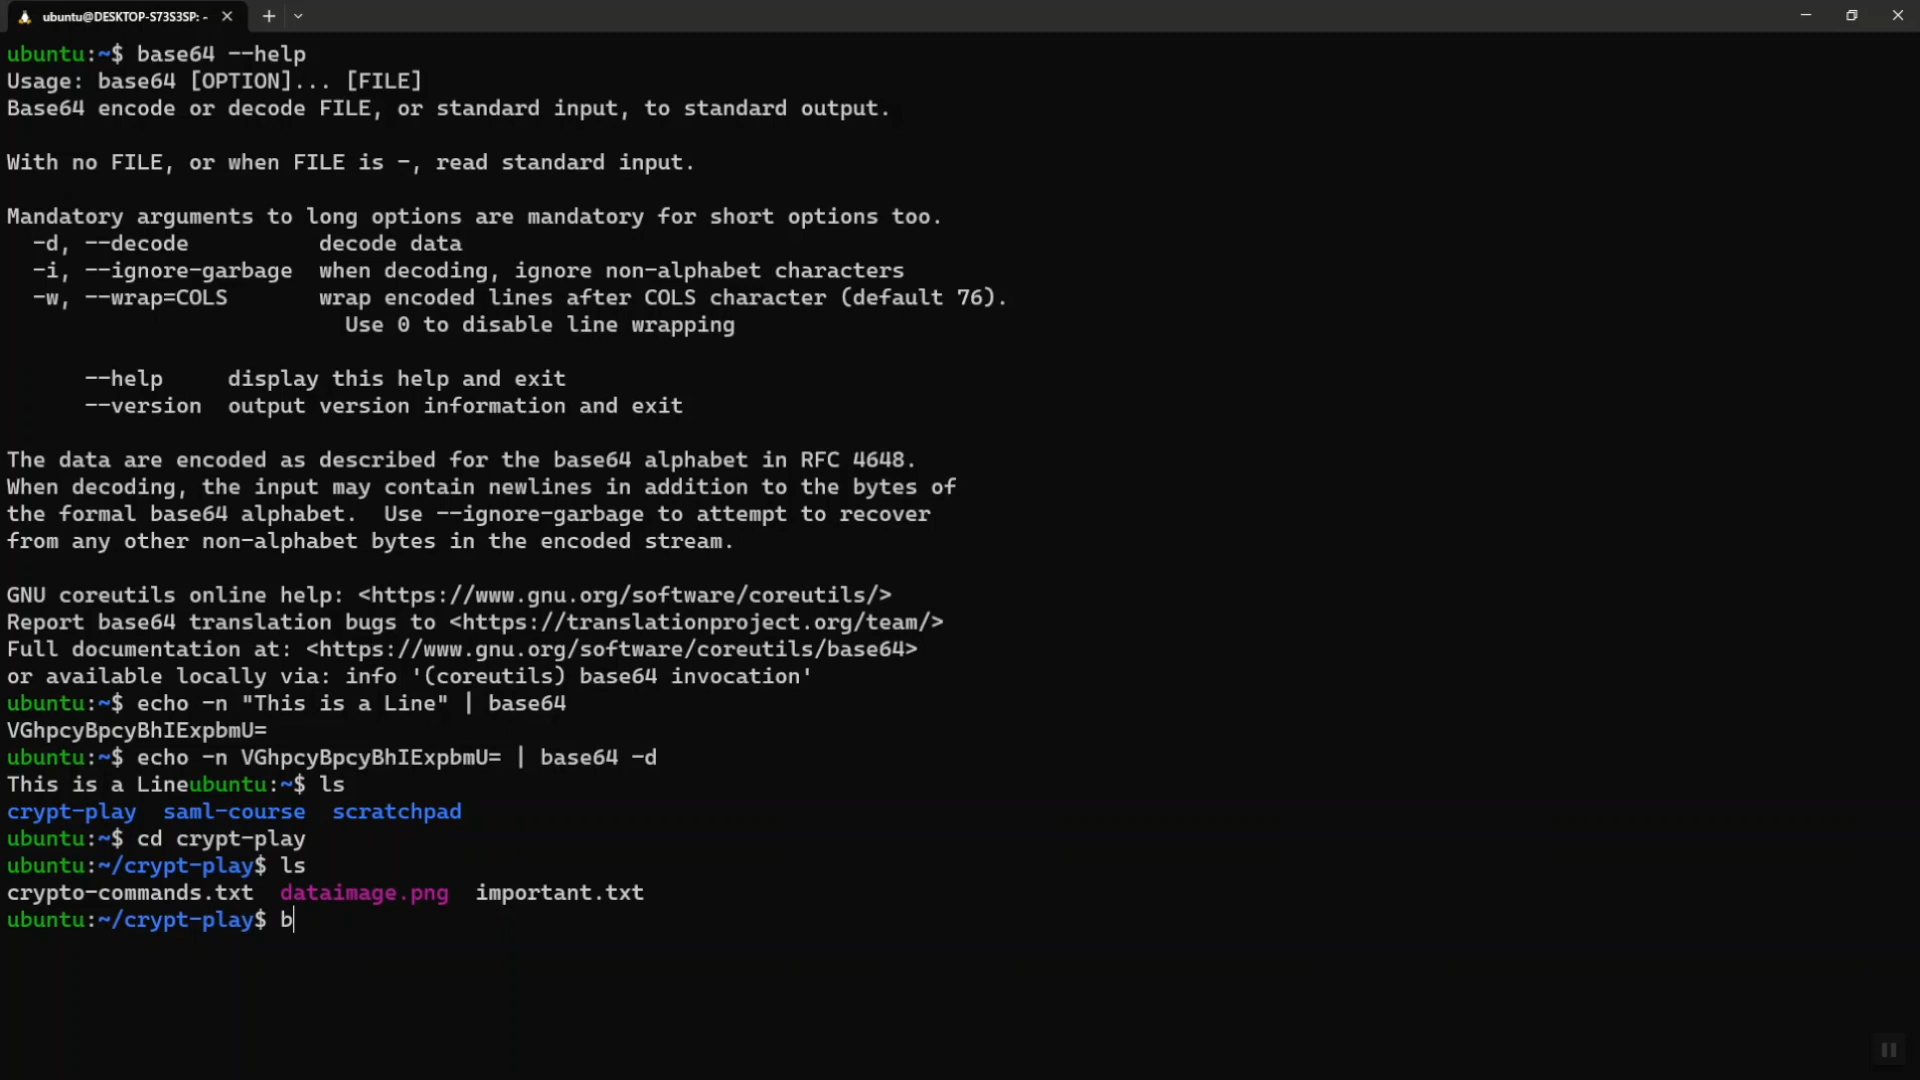 ubuntu@DESKTOP-S73S3SP: ~
ubuntu:~$ base64 --help
Usage: base64 [OPTION]... [FILE]
Base64 encode or decode FILE, or standard input, to standard output.
With no FILE, or when FILE is -, read standard input.
Mandatory arguments to long options are mandatory for short options too.
-d, --decode decode data
-i, --ignore-garbage when decoding, ignore non-alphabet characters
-w, --wrap=COLS wrap encoded lines after COLS character (default 76).
Use 0 to disable line wrapping
--help display this help and exit
--version output version information and exit
The data are encoded as described for the base64 alphabet in RFC 4648.
When decoding, the input may contain newlines in addition to the bytes of
the formal base64 alphabet. Use --ignore-garbage to attempt to recover
from any other non-alphabet bytes in the encoded stream.
GNU coreutils online help: <https://www.gnu.org/software/coreutils/>
Report base64 translation bugs to <https://translationproject.org/team/>
Full documentation at: <https://www.gnu.org/software/coreutils/base64>
or available locally via: info '(coreutils) base64 invocation'
ubuntu:~$ echo -n "This is a Line" | base64
VGhpcyBpcyBhIExpbmU=
ubuntu:~$ echo -n VGhpcyBpcyBhIExpbmU= | base64 -d
This is a Lineubuntu:~$ ls
crypt-play saml-course scratchpad
ubuntu:~$ cd crypt-play
ubuntu:~/crypt-play$ ls
crypto-commands.txt dataimage.png important.txt
ubuntu:~/crypt-play$ b